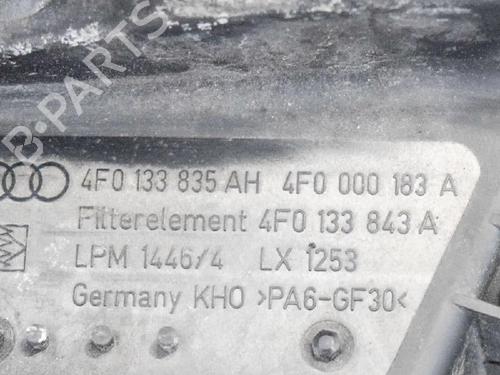 4F0 133 835 AH 4F0 000 183 A
Filterelement 4F0 133 843 A
LPM 1446/4 LX 1253
Germany KHO >PA6-GF30<
B-PARTS